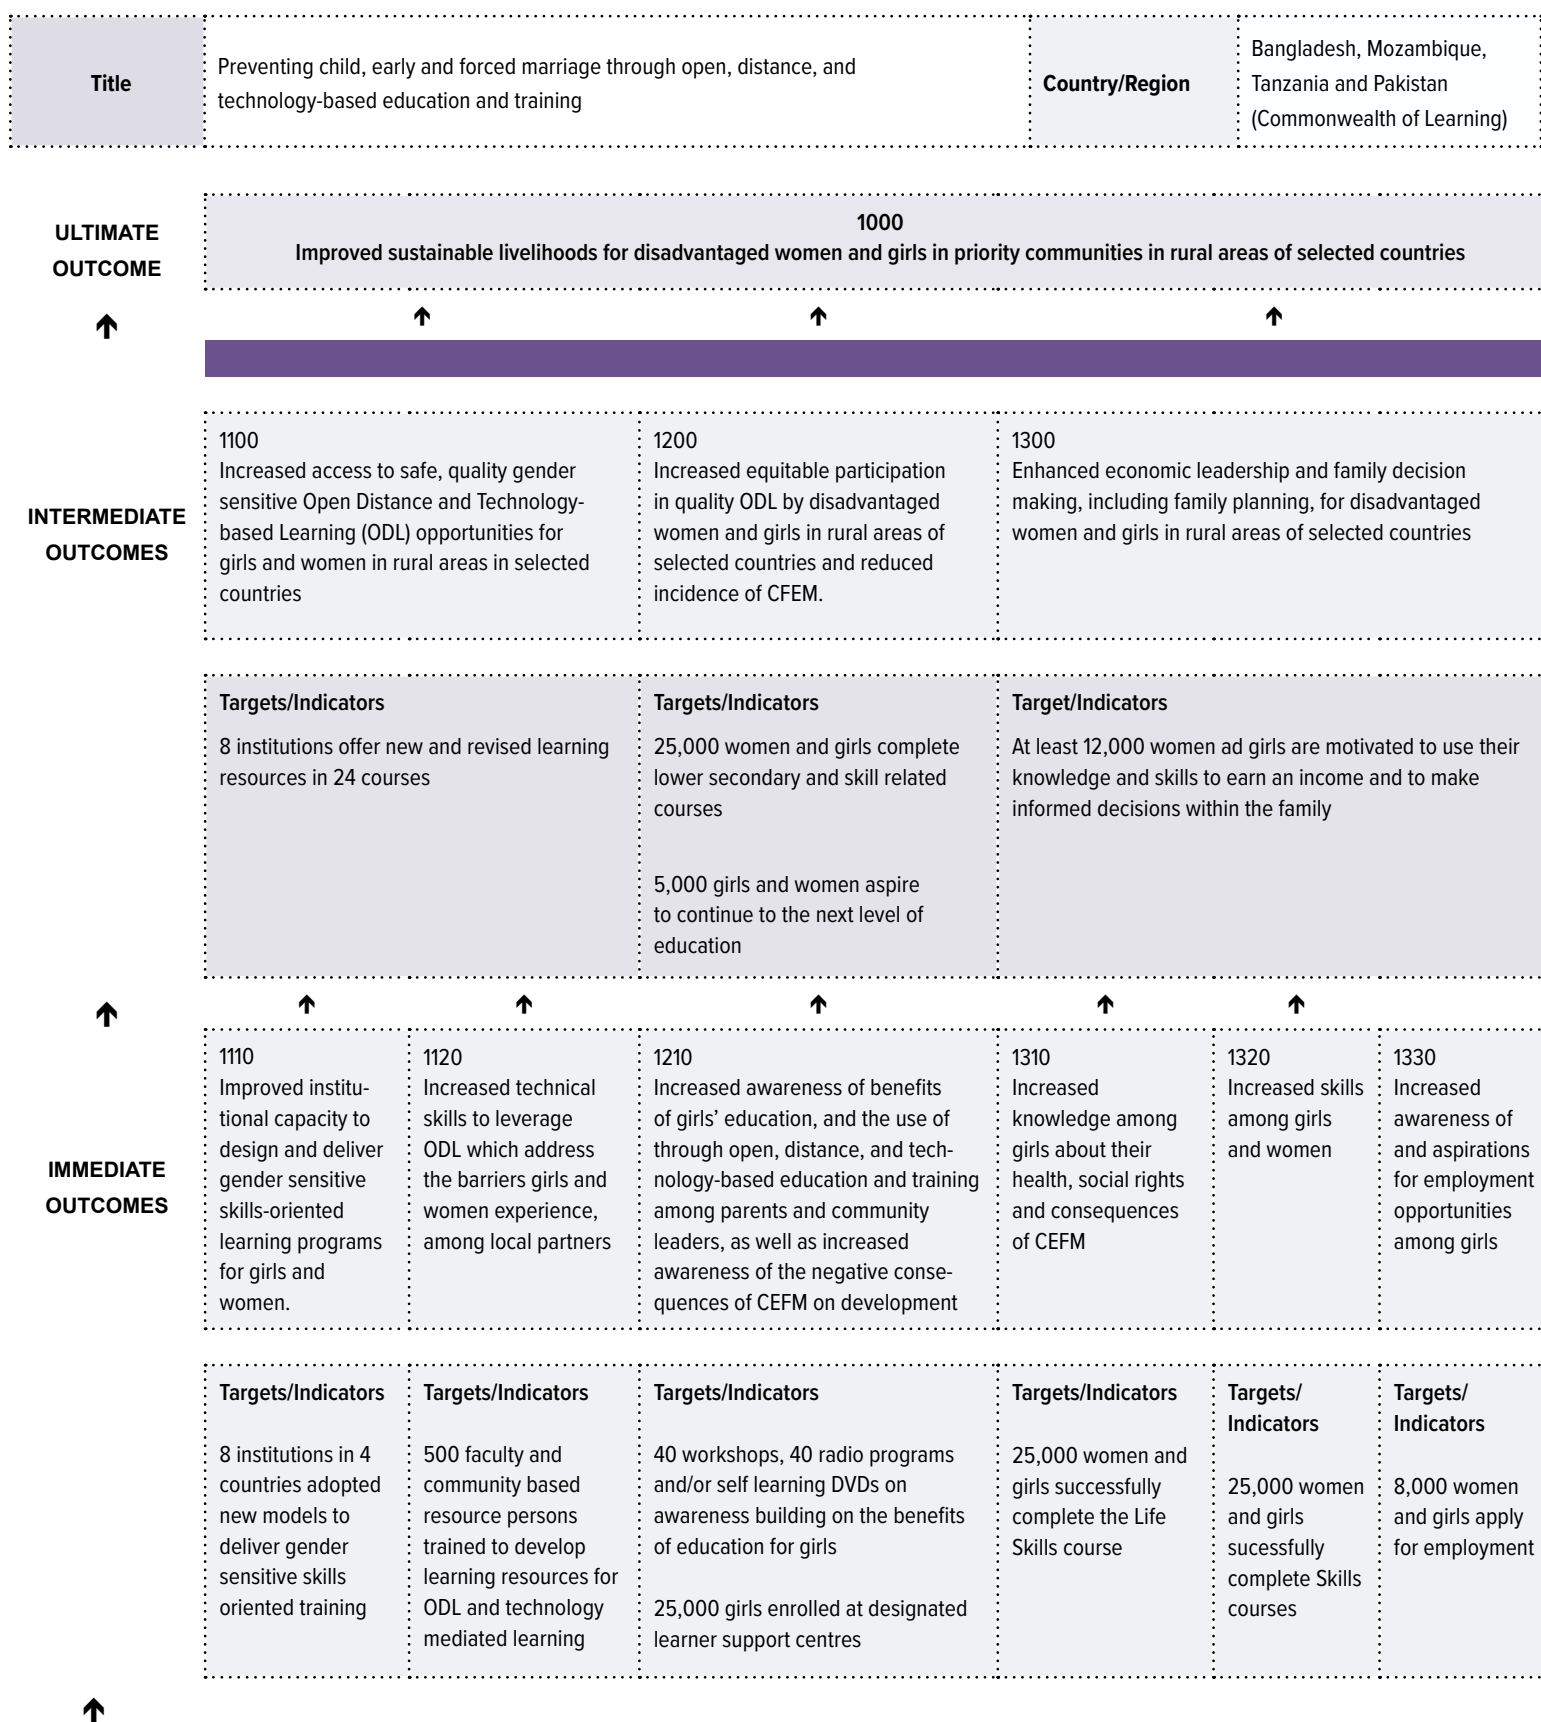 Title
Preventing child, early and forced marriage through open, distance, and
technology-based education and training
Country/Region
Bangladesh, Mozambique,
Tanzania and Pakistan
(Commonwealth of Learning)
ULTIMATE
OUTCOME
1000
Improved sustainable livelihoods for disadvantaged women and girls in priority communities in rural areas of selected countries
INTERMEDIATE
OUTCOMES
1100
Increased access to safe, quality gender
sensitive Open Distance and Technology-
based Learning (ODL) opportunities for
girls and women in rural areas in selected
countries
1200
Increased equitable participation
in quality ODL by disadvantaged
women and girls in rural areas of
selected countries and reduced
incidence of CFEM.
1300
Enhanced economic leadership and family decision
making, including family planning, for disadvantaged
women and girls in rural areas of selected countries
Targets/Indicators
8 institutions offer new and revised learning
resources in 24 courses
Targets/Indicators
25,000 women and girls complete
lower secondary and skill related
courses
5,000 girls and women aspire
to continue to the next level of
education
Target/Indicators
At least 12,000 women ad girls are motivated to use their
knowledge and skills to earn an income and to make
informed decisions within the family
IMMEDIATE
OUTCOMES
1110
Improved institu-
tional capacity to
design and deliver
gender sensitive
skills-oriented
learning programs
for girls and
women.
1120
Increased technical
skills to leverage
ODL which address
the barriers girls and
women experience,
among local partners
1210
Increased awareness of benefits
of girls' education, and the use of
through open, distance, and tech-
nology-based education and training
among parents and community
leaders, as well as increased
awareness of the negative conse-
quences of CEFM on development
1310
Increased
knowledge among
girls about their
health, social rights
and consequences
of CEFM
1320
Increased skills
among girls
and women
1330
Increased
awareness of
and aspirations
for employment
opportunities
among girls
Targets/Indicators
8 institutions in 4
countries adopted
new models to
deliver gender
sensitive skills
oriented training
Targets/Indicators
500 faculty and
community based
resource persons
trained to develop
learning resources for
ODL and technology
mediated learning
Targets/Indicators
40 workshops, 40 radio programs
and/or self learning DVDs on
awareness building on the benefits
of education for girls
25,000 girls enrolled at designated
learner support centres
Targets/Indicators
25,000 women and
girls successfully
complete the Life
Skills course
Targets/
Indicators
25,000 women
and girls
sucessfully
complete Skills
courses
Targets/
Indicators
8,000 women
and girls apply
for employment